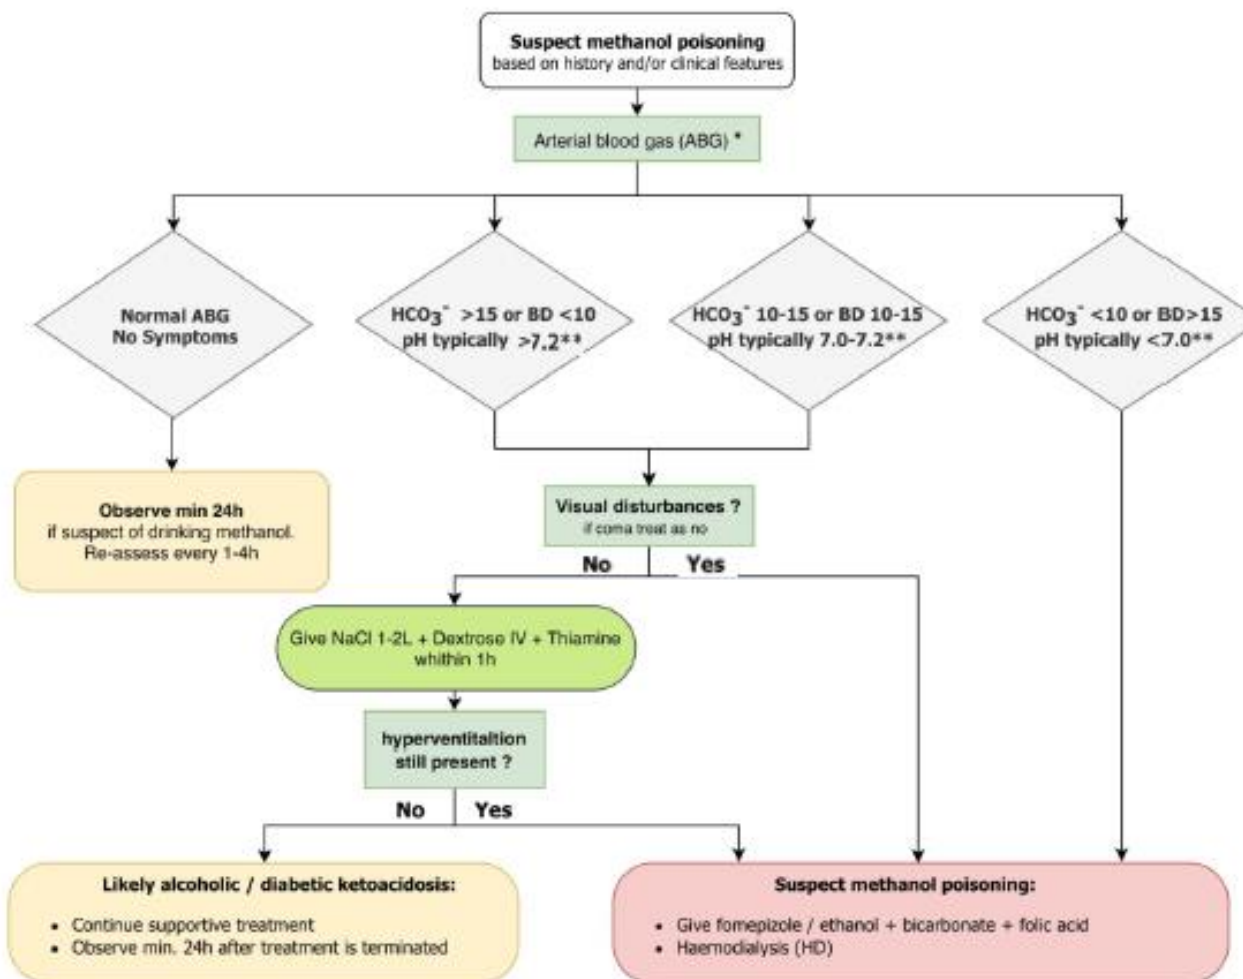 Suspect methanol poisoning
based on history and/or clinical features
Arterial blood gas (ABG) *
Normal ABG
No Symptoms
HCO₃⁻ >15 or BD <10
pH typically >7.2**
HCO₃⁻ 10-15 or BD 10-15
pH typically 7.0-7.2**
HCO₃⁻ <10 or BD>15
pH typically <7.0**
Observe min 24h
if suspect of drinking methanol.
Re-assess every 1-4h
Visual disturbances ?
if coma treat as no
No Yes
Give NaCl 1-2L + Dextrose IV + Thiamine
whithin 1h
hyperventitaltion
still present ?
No Yes
Likely alcoholic / diabetic ketoacidosis:
• Continue supportive treatment
• Observe min. 24h after treatment is terminated
Suspect methanol poisoning:
• Give fomepizole / ethanol + bicarbonate + folic acid
• Haemodialysis (HD)